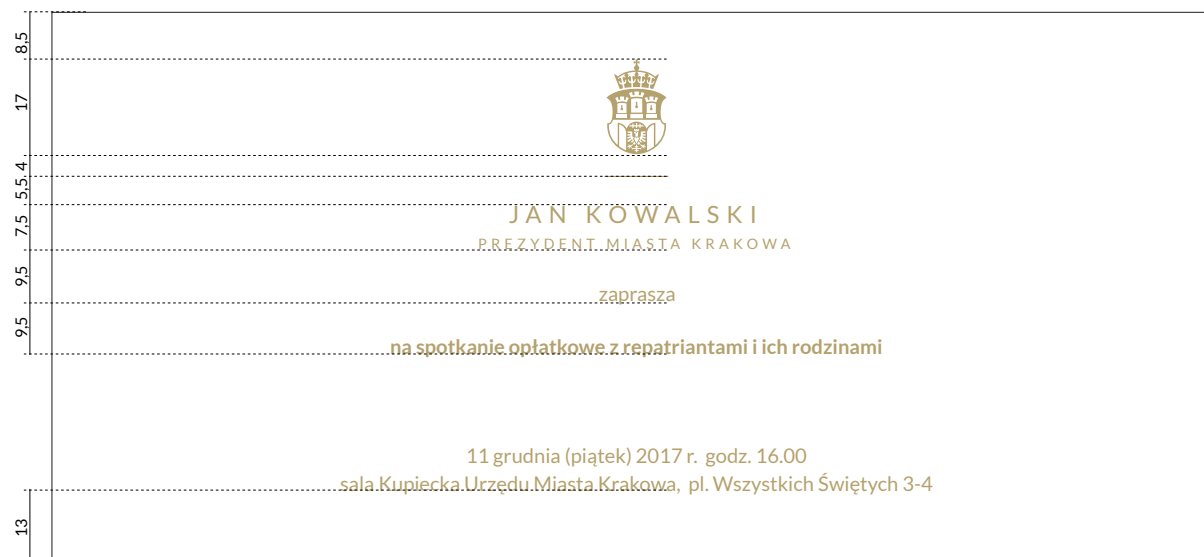 8,5
17
4
5,5
JAN KOWALSKI
7,5
PREZYDENT MIASTA KRAKOWA
9,5
zaprasza
9,5
na spotkanie opłatkowe z repatriantami i ich rodzinami
11 grudnia (piątek) 2017 r. godz. 16.00
sala Kupiecka Urzędu Miasta Krakowa, pl. Wszystkich Świętych 3-4
13